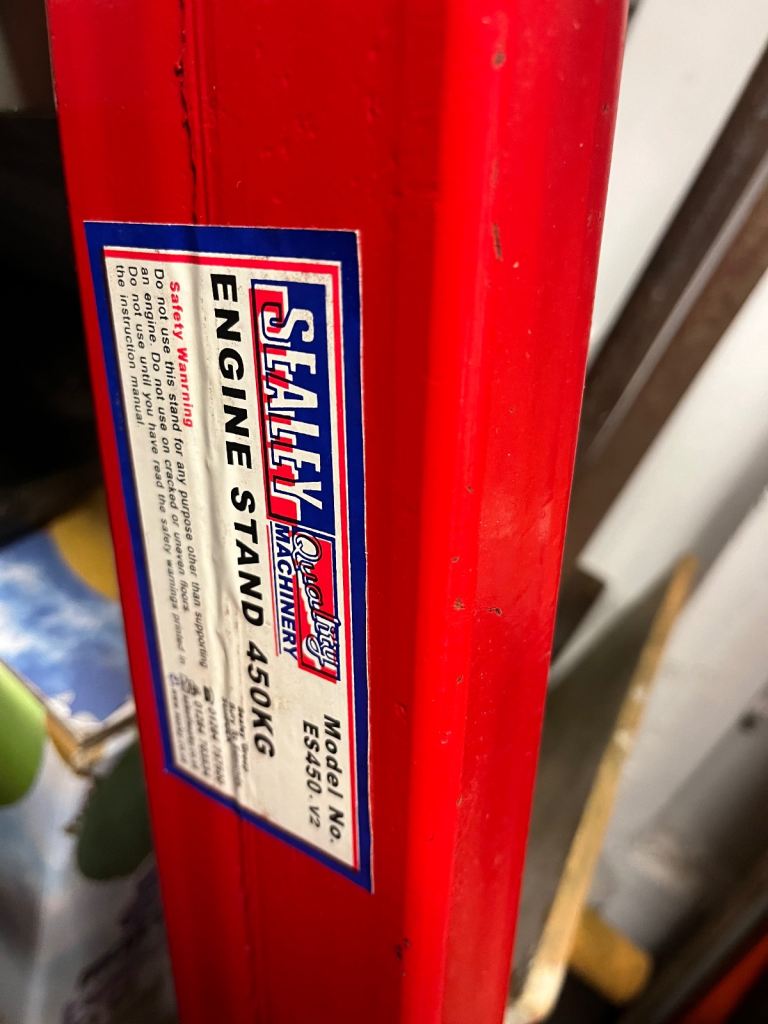 SEALEY
Quality
MACHINERY
Model No.
ES450.V2
ENGINE STAND 450KG
Safety Wanrning
Do not use this stand for any purpose other than supporting
an engine. Do not use on cracked or uneven floors.
Do not use until you have read the safety warnings printed in
the instruction manual.